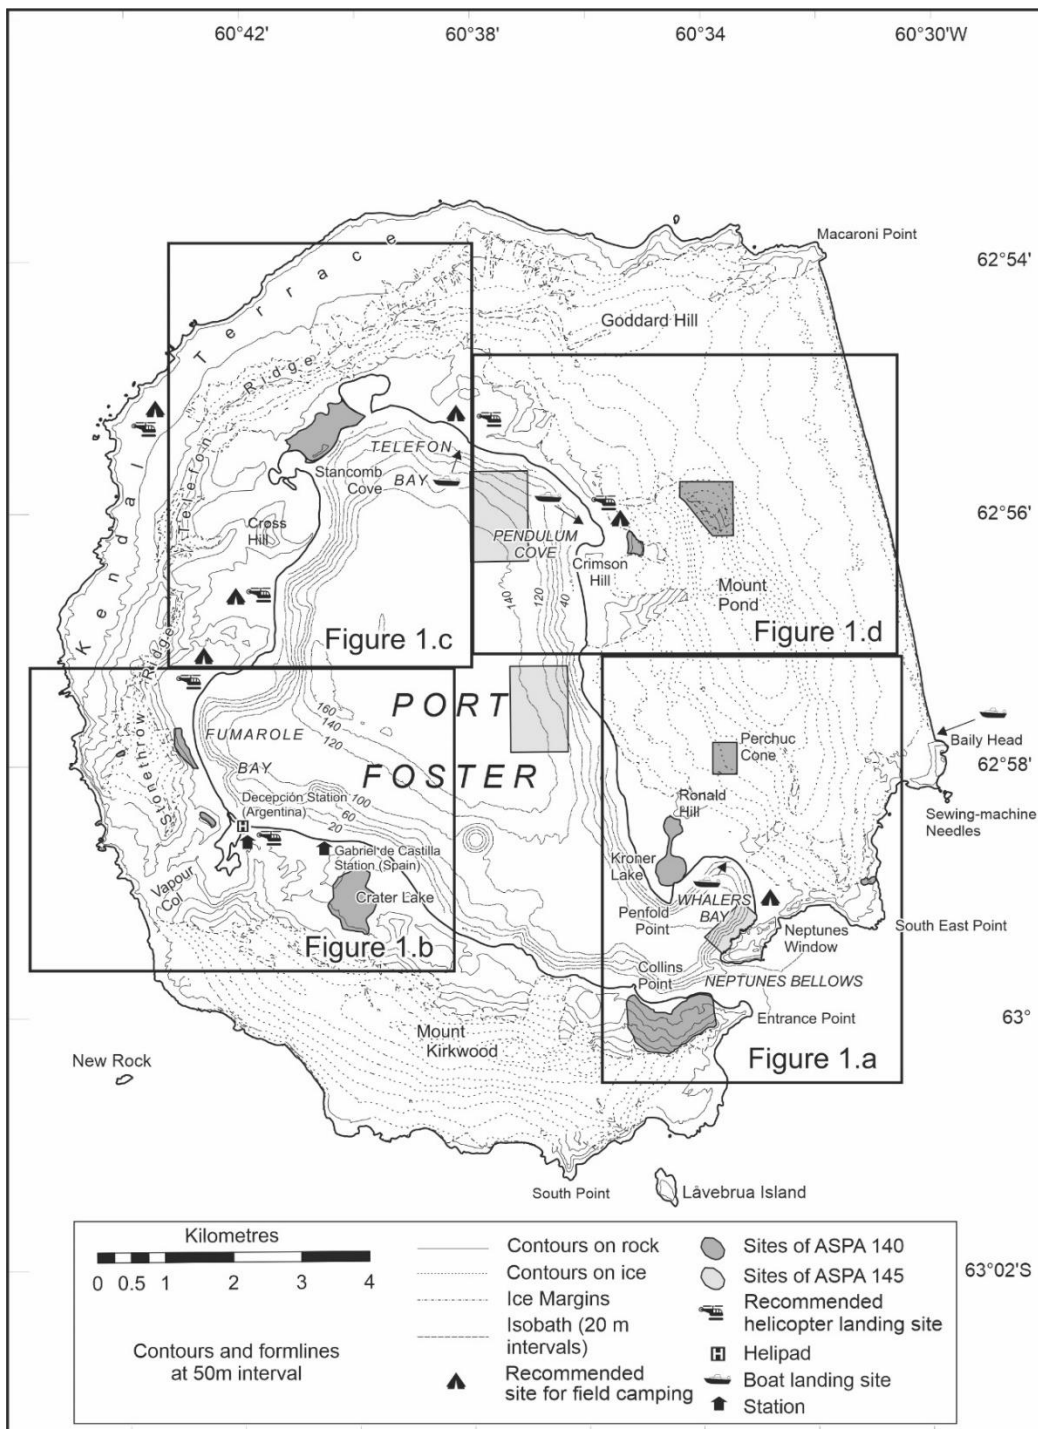 60°42' 60°38' 60°34 60°30'W
Macaroni Point
62°54'
Goddard Hill
Kendall Terrace
Telefon Ridge
TELEFON
BAY
Stancomb
Cove
Cross
Hill
62°56'
PENDULUM
COVE
Crimson
Hill
140 120 40
Mount
Pond
Figure 1.c
Figure 1.d
Stonethrow Ridge
PORT
FOSTER
160
140
120
FUMAROLE
BAY
Perchuc
Cone
Baily Head
62°58'
Decepción Station
(Argentina)
100
60
20
Ronald
Hill
Sewing-machine
Needles
H
Gabriel de Castilla
Station (Spain)
Kroner
Lake
Vapour
Col
Crater Lake
WHALERS
BAY
Penfold
Point
Neptunes
Window
South East Point
Figure 1.b
Collins
Point
NEPTUNES BELLOWS
Entrance Point
63°
Mount
Kirkwood
New Rock
Figure 1.a
South Point
Låvebrua Island
63°02'S
Kilometres
0 0.5 1 2 3 4
Contours and formlines
at 50m interval
Contours on rock
Contours on ice
Ice Margins
Isobath (20 m
intervals)
Recommended
site for field camping
Sites of ASPA 140
Sites of ASPA 145
Recommended
helicopter landing site
H Helipad
Boat landing site
Station